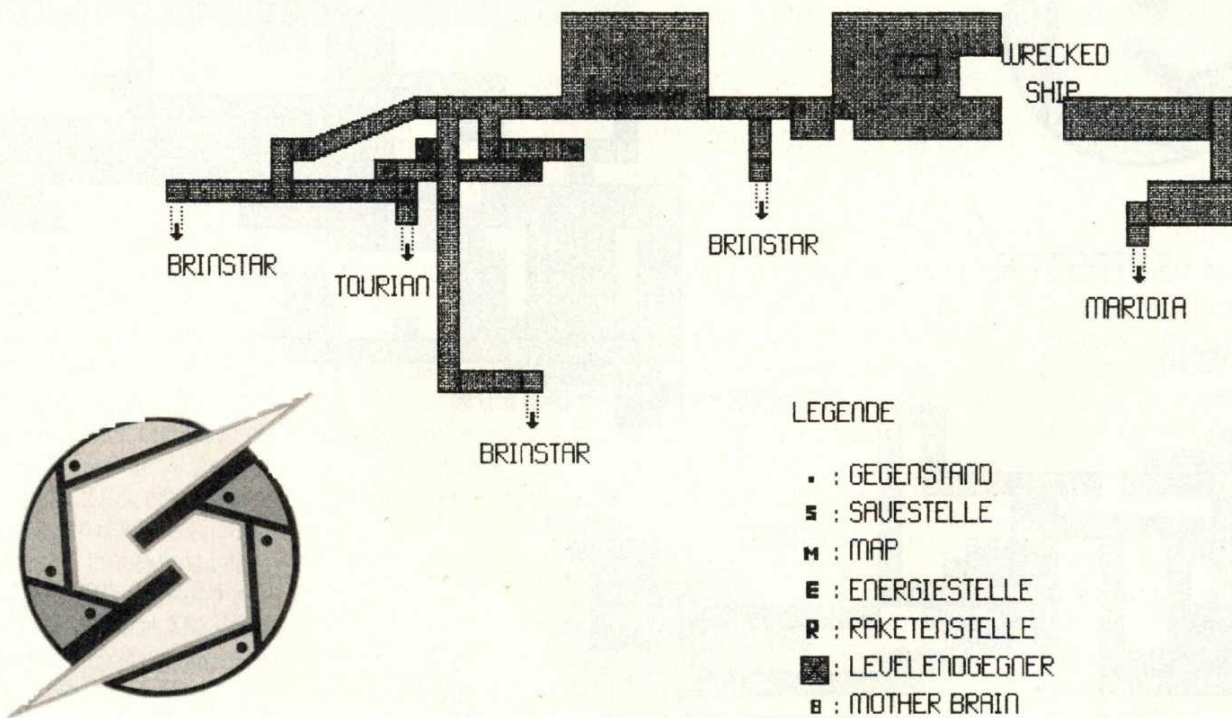 WRECKED
SHIP
BRINSTAR
TOURIAN
BRINSTAR
MARIDIA
BRINSTAR
LEGENDE
. : GEGENSTAND
S : SAVESTELLE
M : MAP
E : ENERGIESTELLE
R : RAKETENSTELLE
: LEVELENDGEGNER
B : MOTHER BRAIN